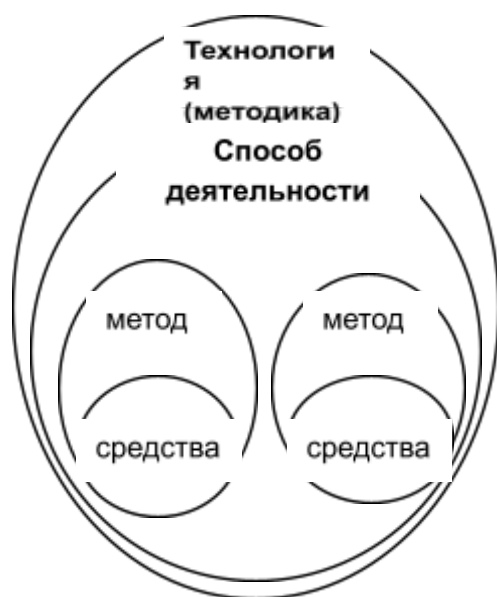 Технологи
я
(методика)
Способ
деятельности
метод
метод
средства
средства